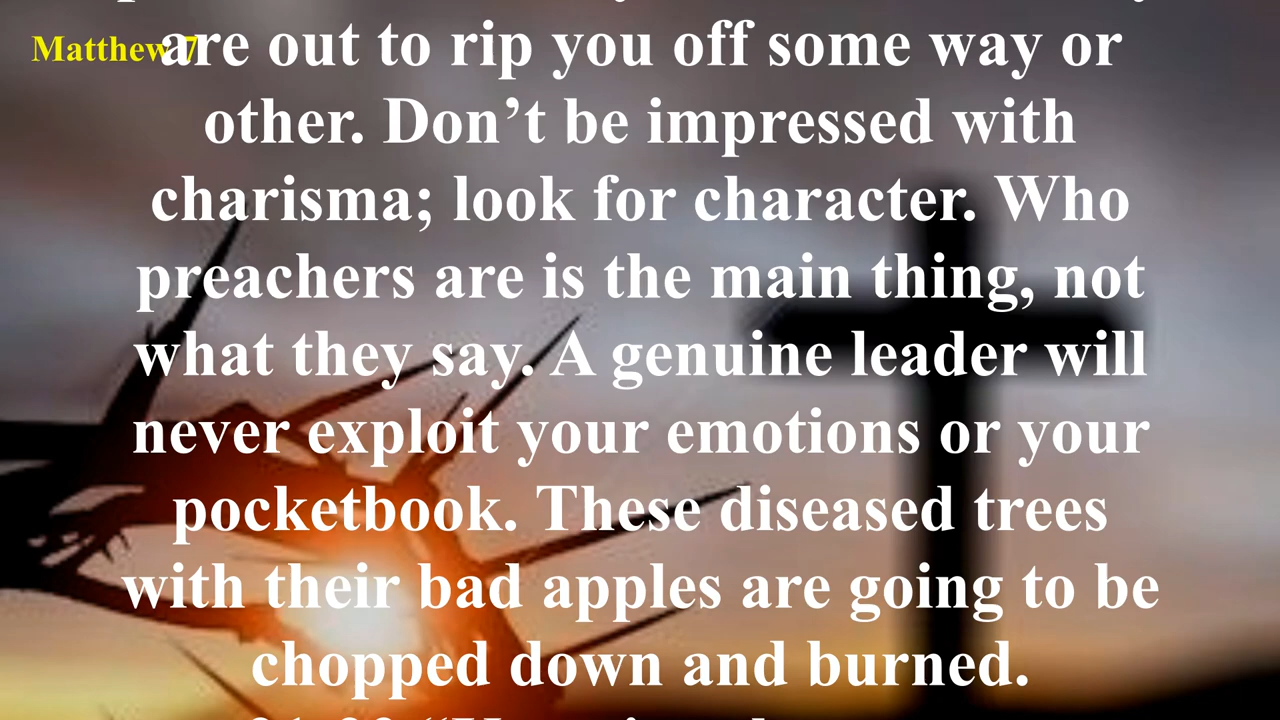 Matthew 7
are out to rip you off some way or
other. Don’t be impressed with
charisma; look for character. Who
preachers are is the main thing, not
what they say. A genuine leader will
never exploit your emotions or your
pocketbook. These diseased trees
with their bad apples are going to be
chopped down and burned.